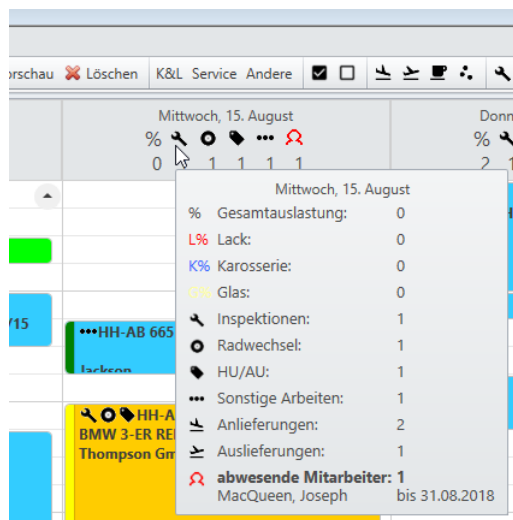 orschau Löschen K&L Service Andere
Mittwoch, 15. August
%
0 1 1 1 1
Donn
%
2 1
Mittwoch, 15. August
% Gesamtauslastung: 0
L% Lack: 0
K% Karosserie: 0
G% Glas: 0
Inspektionen: 1
Radwechsel: 1
HU/AU: 1
Sonstige Arbeiten: 1
Anlieferungen: 2
Auslieferungen: 1
abwesende Mitarbeiter: 1
MacQueen, Joseph bis 31.08.2018
/15
HH-AB 665
Jackson
HH-A
BMW 3-ER REI
Thompson Gm